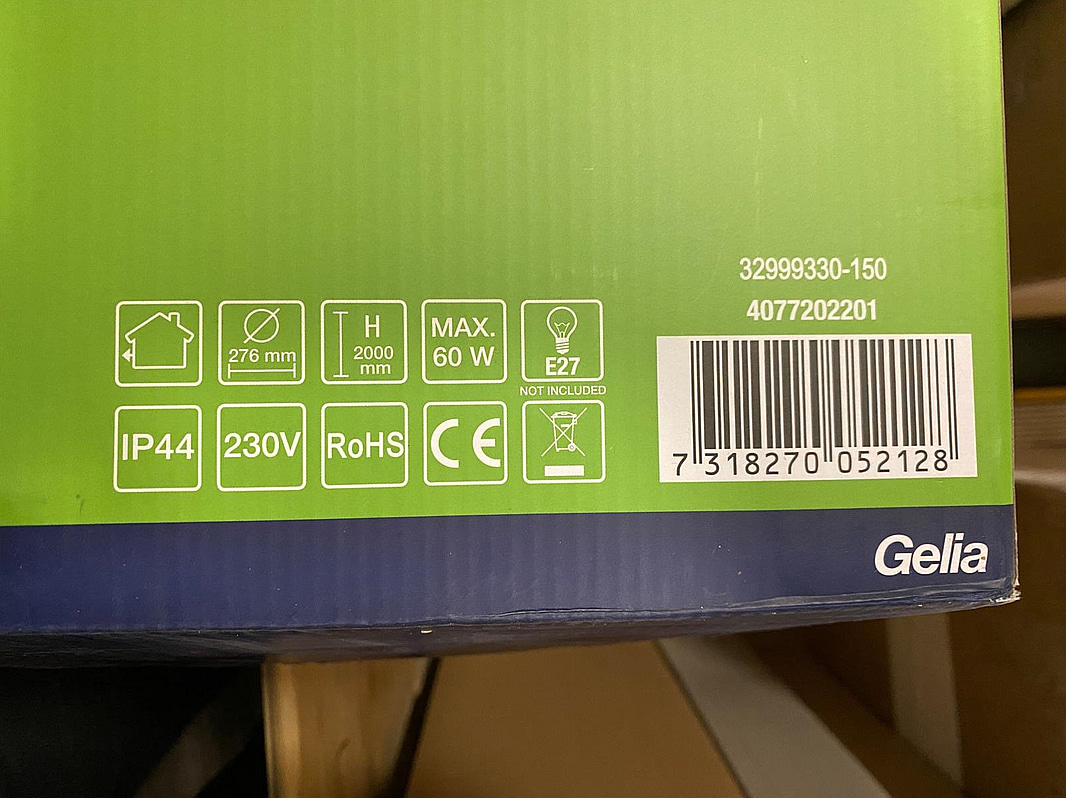 32999330-150
4077202201
276 mm
H
2000
mm
MAX.
60 W
E27
NOT INCLUDED
IP44
230V
RoHS
CE
7 318270 052128
Gelia